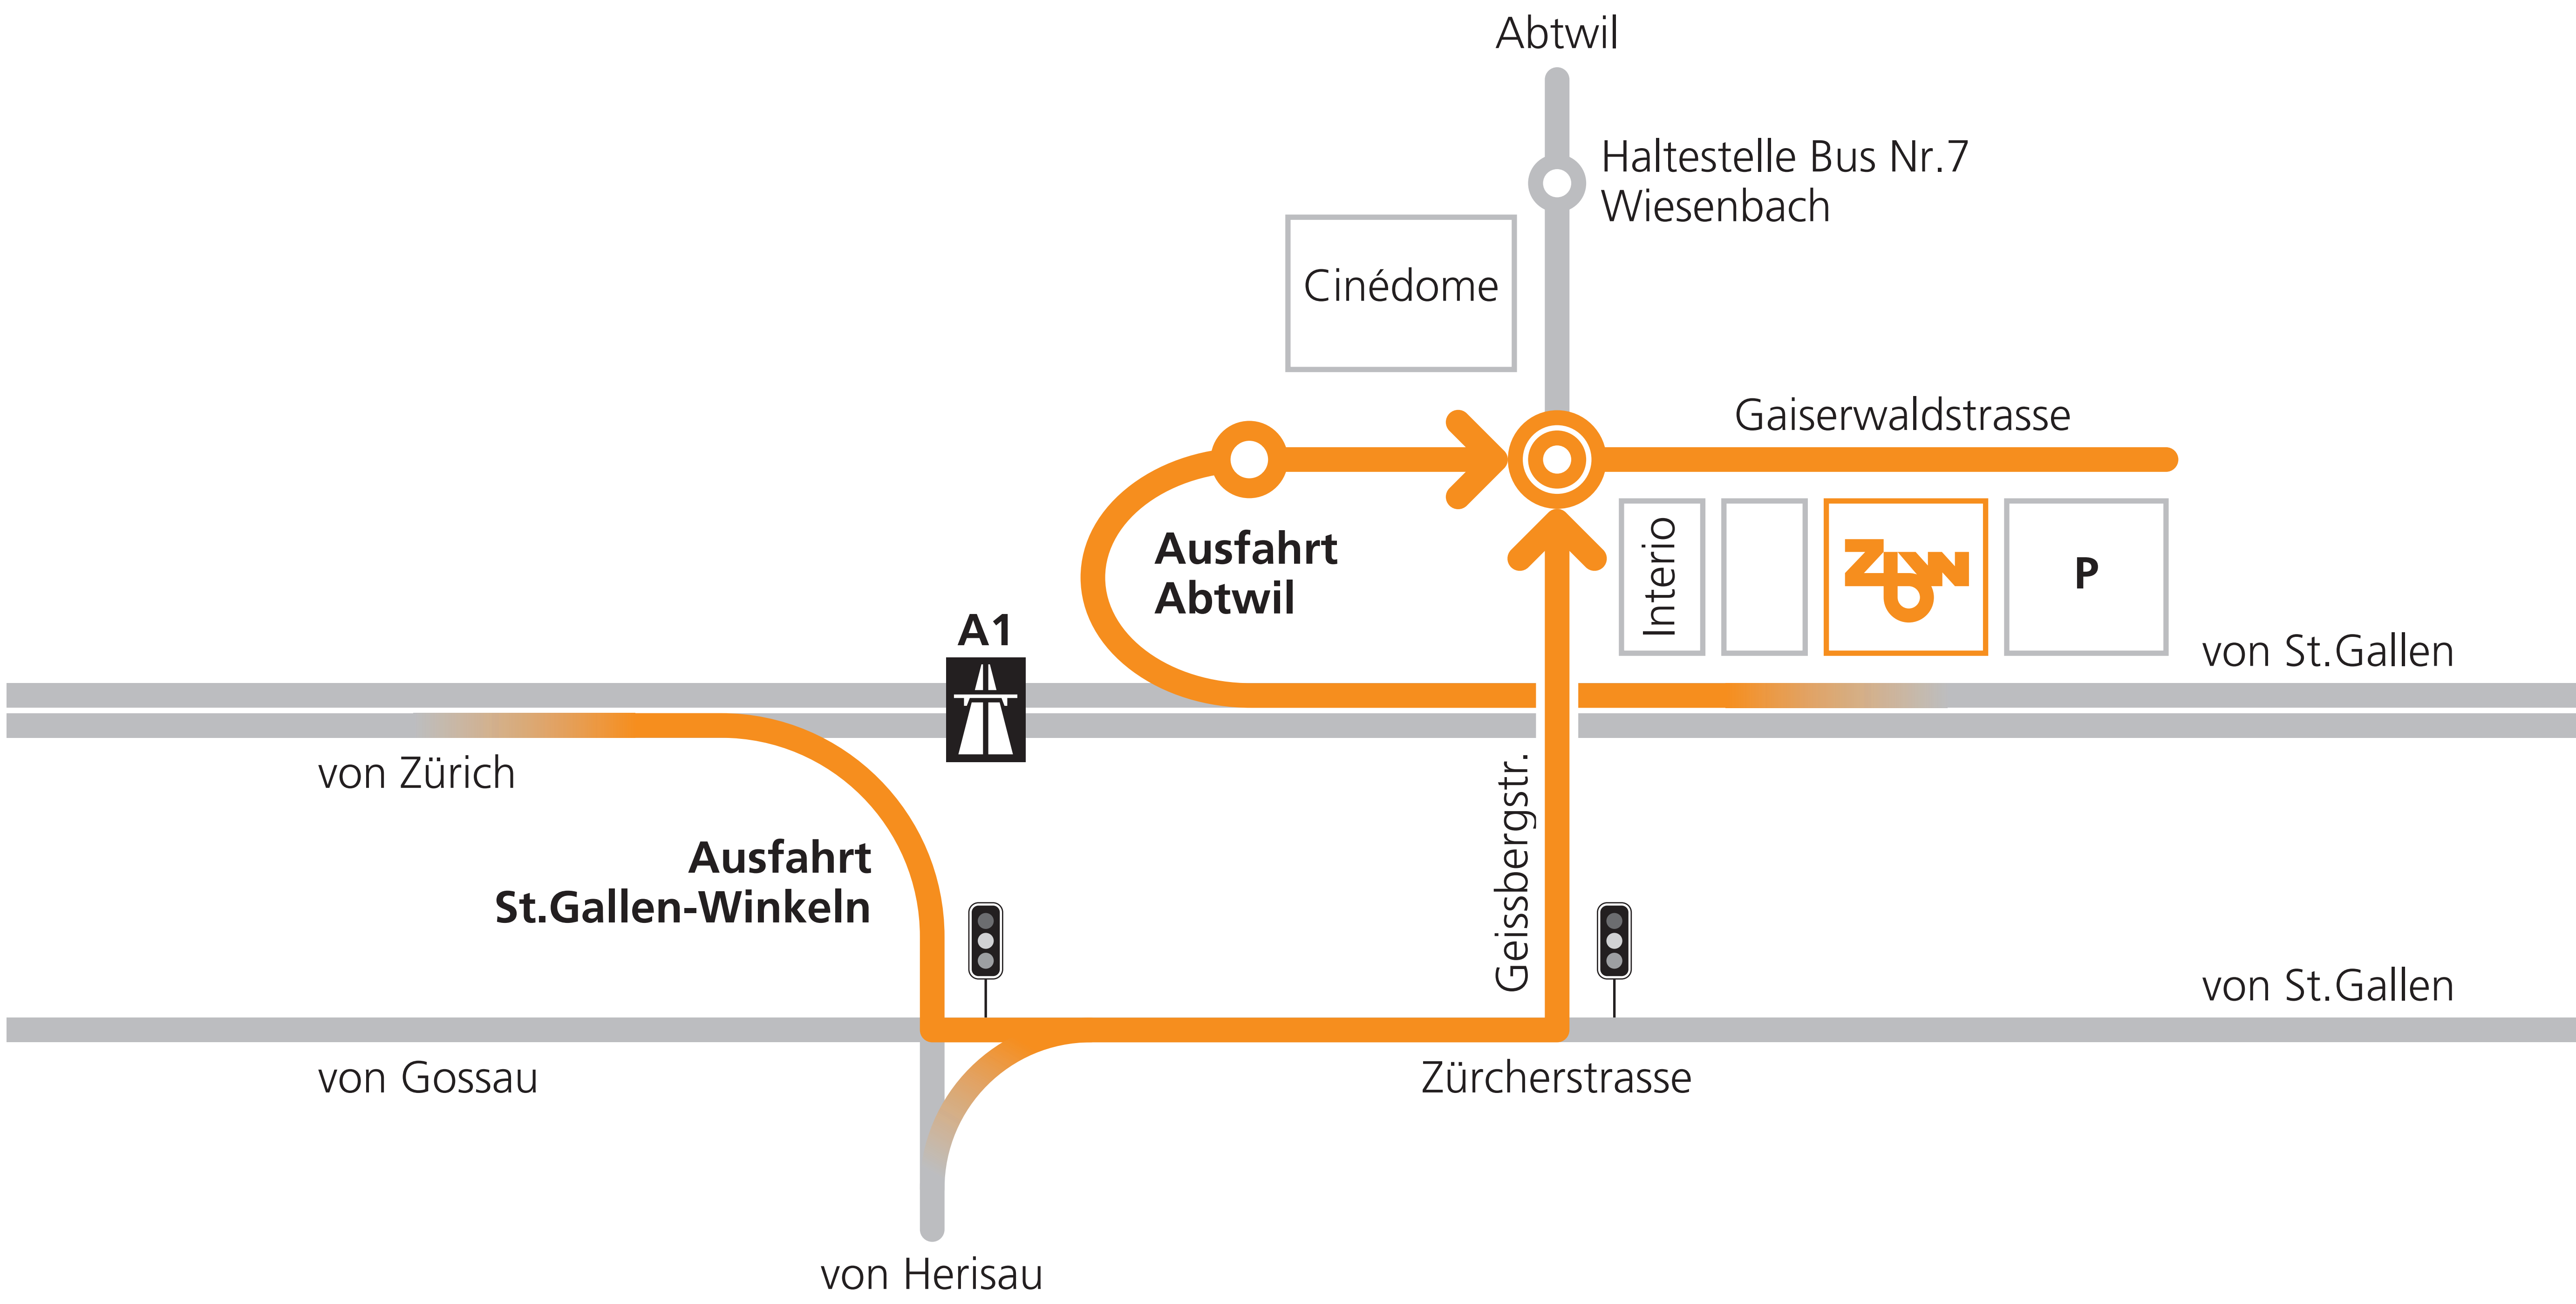 Abtwil
Haltestelle Bus Nr.7
Wiesenbach
Cinédome
Gaiserwaldstrasse
Ausfahrt
Abtwil
Interio
P
A1
von St.Gallen
von Zürich
Geissbergstr.
Ausfahrt
St.Gallen-Winkeln
von St.Gallen
von Gossau
Zürcherstrasse
von Herisau